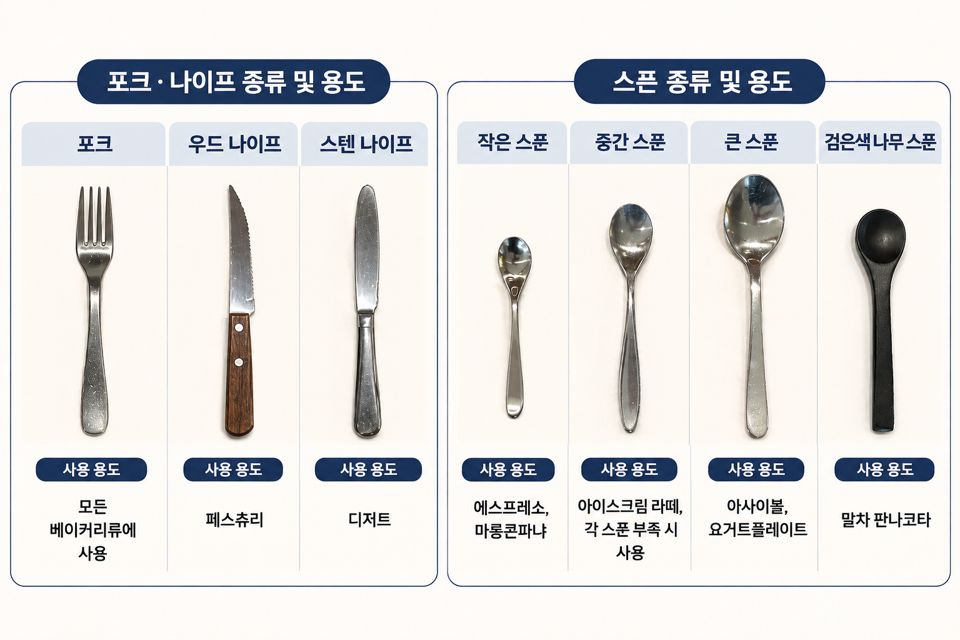 포크 · 나이프 종류 및 용도
포크
우드 나이프
스텐 나이프
사용 용도
사용 용도
사용 용도
모든
베이커리류에
사용
페스츄리
디저트
스푼 종류 및 용도
작은 스푼
중간 스푼
큰 스푼
검은색 나무 스푼
사용 용도
사용 용도
사용 용도
사용 용도
에스프레소,
마롱콘파냐
아이스크림 라떼,
각 스푼 부족 시
사용
아사이볼,
요거트플레이트
말차 판나코타